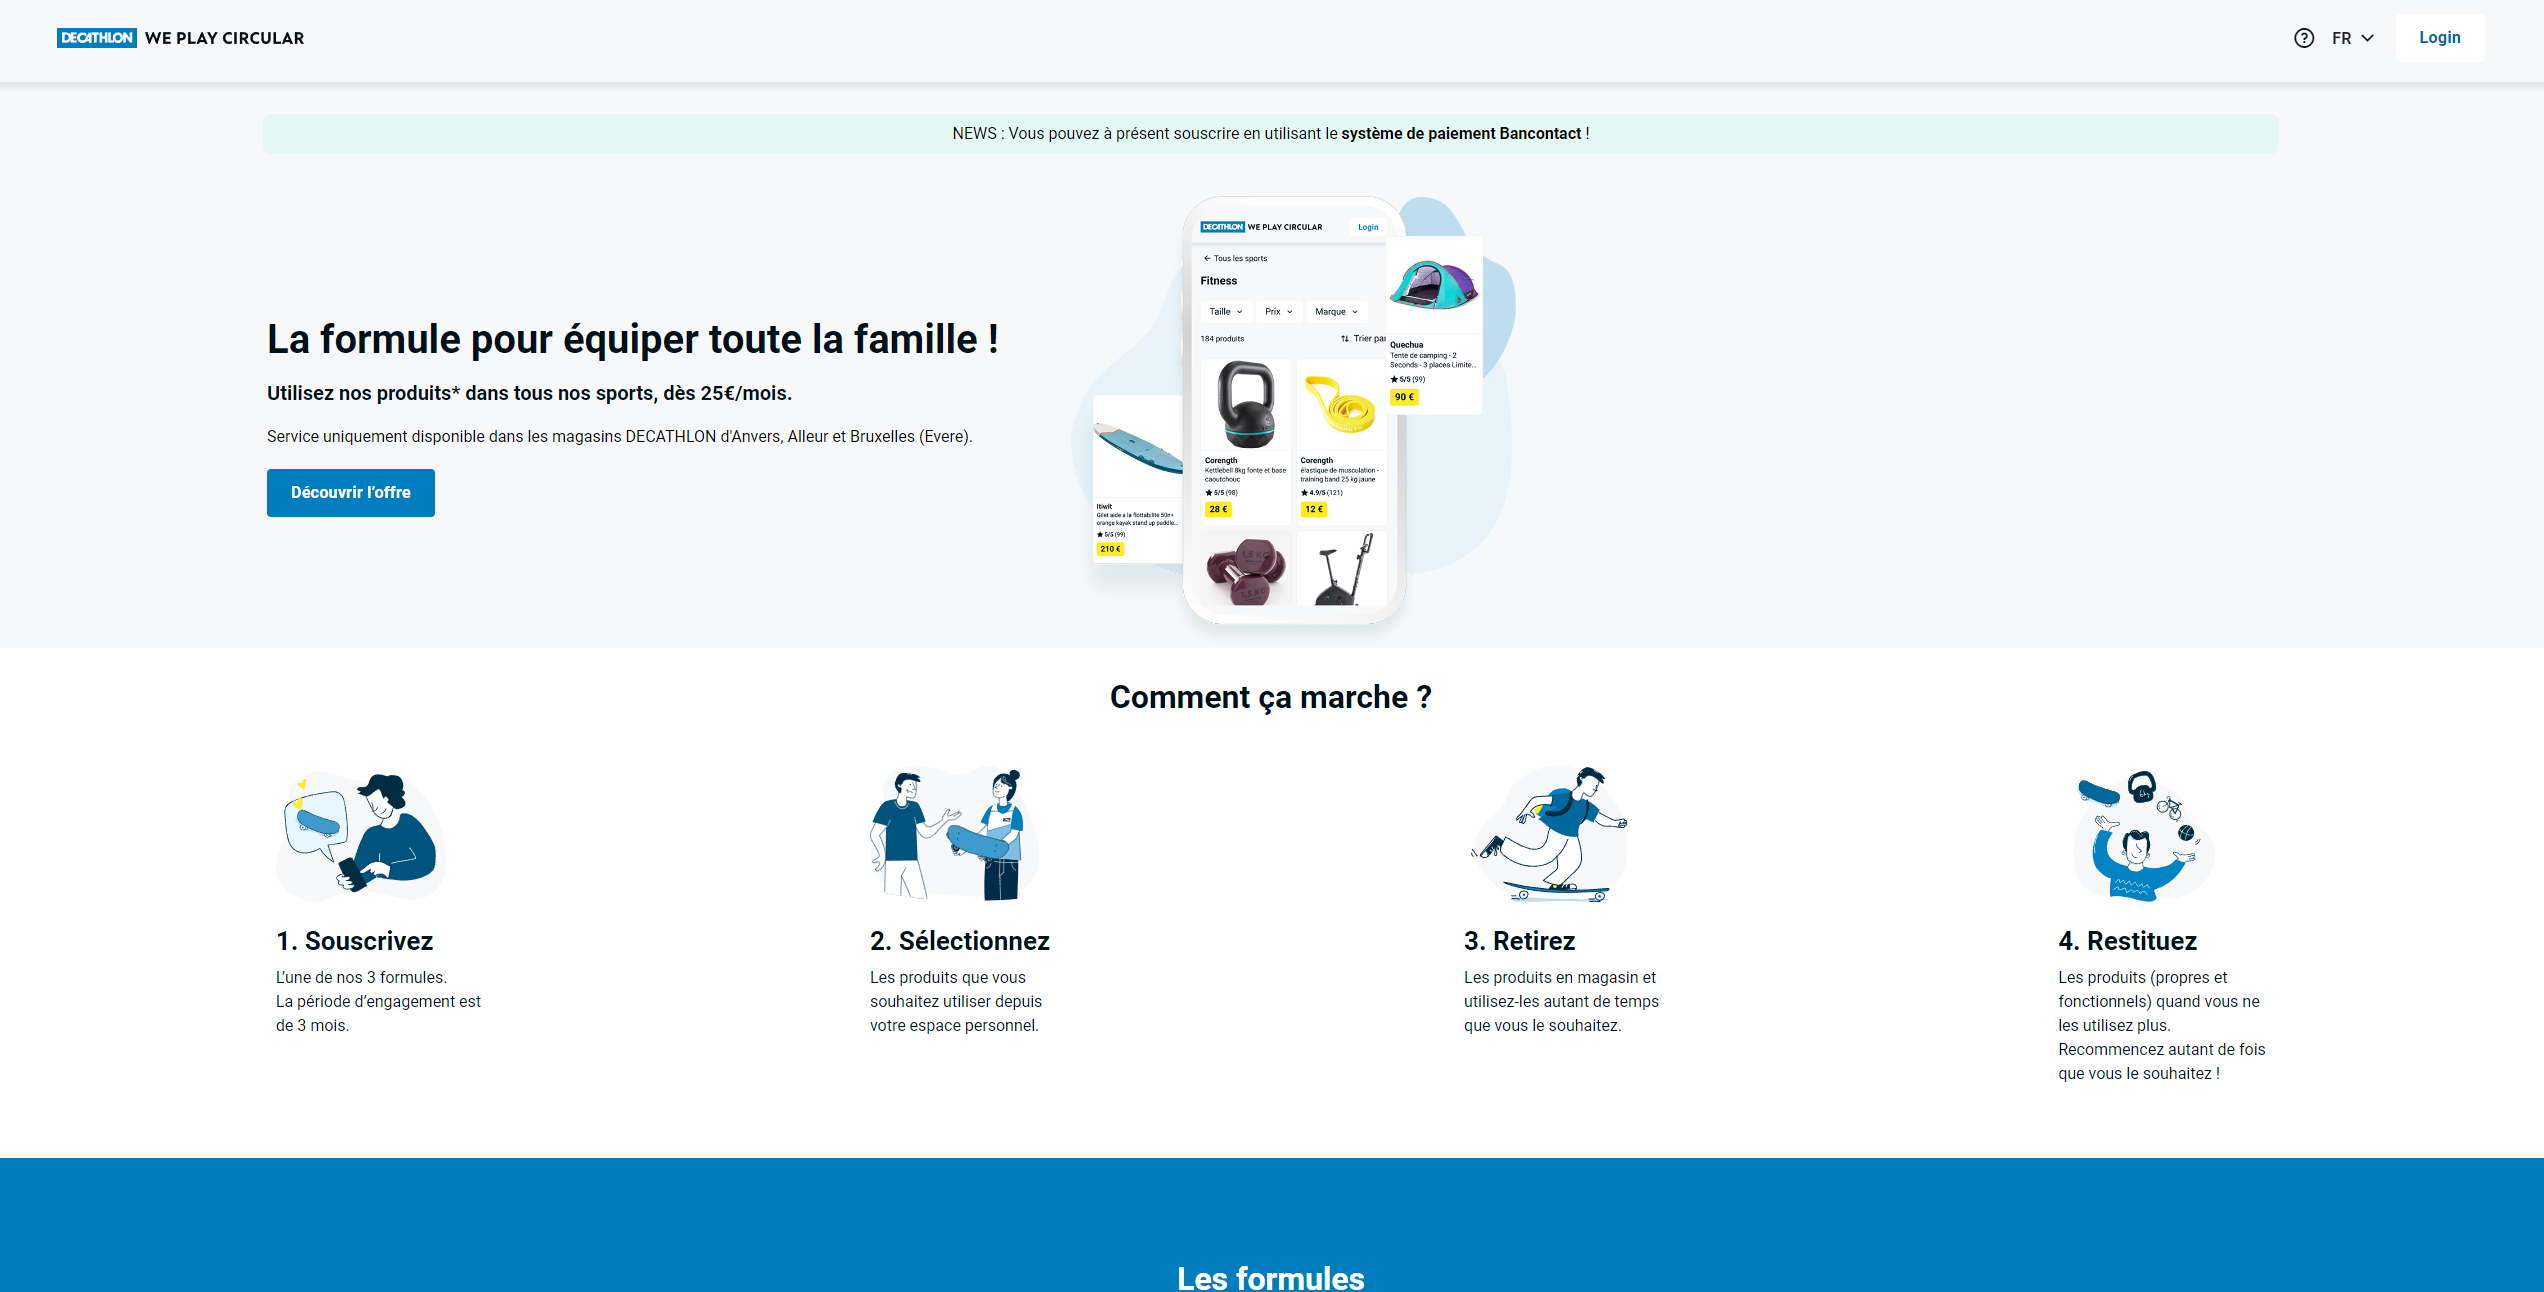 DECATHLON WE PLAY CIRCULAR
FR
Login
NEWS : Vous pouvez à présent souscrire en utilisant le système de paiement Bancontact !
La formule pour équiper toute la famille !
Utilisez nos produits* dans tous nos sports, dès 25€/mois.
Service uniquement disponible dans les magasins DECATHLON d'Anvers, Alleur et Bruxelles (Evere).
Découvrir l’offre
DECATHLON WE PLAY CIRCULAR
Login
← Tous les sports
Fitness
Taille
Prix
Marque
184 produits
Trier par
Corength
Kettlebell 8kg fonte et base
caoutchouc
5/5 (98)
28 €
Corength
élastique de musculation -
training band 25 kg jaune
4.9/5 (121)
12 €
1,5 KG
1,5 KG
Quechua
Tente de camping - 2
Seconds - 3 places Limite...
5/5 (99)
90 €
Itiwit
Gilet aide a la flottabilite 50n+
orange kayak stand up paddle...
5/5 (99)
210 €
Comment ça marche ?
1. Souscrivez
L’une de nos 3 formules.
La période d’engagement est
de 3 mois.
2. Sélectionnez
Les produits que vous
souhaitez utiliser depuis
votre espace personnel.
3. Retirez
Les produits en magasin et
utilisez-les autant de temps
que vous le souhaitez.
4. Restituez
Les produits (propres et
fonctionnels) quand vous ne
les utilisez plus.
Recommencez autant de fois
que vous le souhaitez !
Les formules